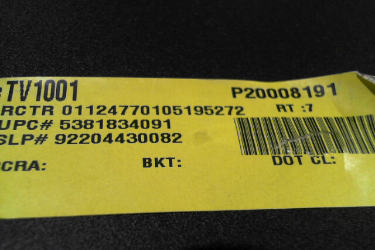 TV1001 P20008191
RCTR 01124770105195272 RT :7
UPC# 5381834091
SLP# 92204430082
CRA: BKT: DOT CL: